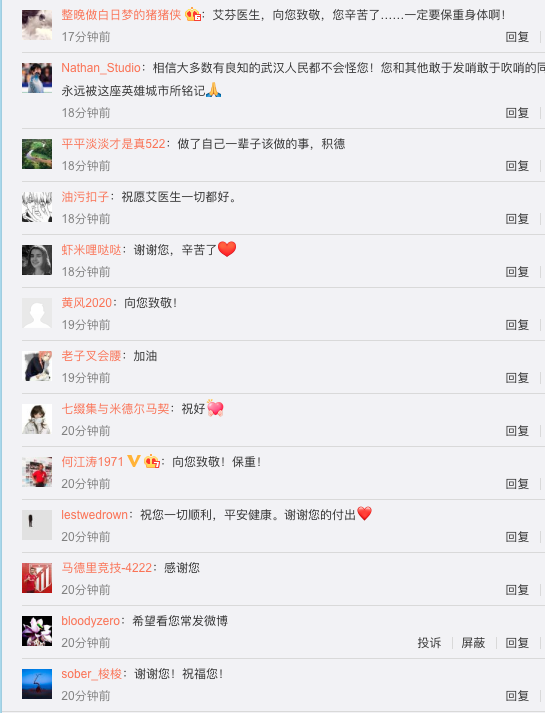 整晚做白日梦的猪猪侠：艾芬医生，向您致敬，您辛苦了……一定要保重身体啊！
17分钟前 回复
Nathan_Studio：相信大多数有良知的武汉人民都不会怪您！您和其他敢于发哨敢于吹哨的同
永远被这座英雄城市所铭记🙏
18分钟前 回复
平平淡淡才是真522：做了自己一辈子该做的事，积德
18分钟前 回复
油污扣子：祝愿艾医生一切都好。
18分钟前 回复
虾米哩哒哒：谢谢您，辛苦了❤️
18分钟前 回复
黄风2020：向您致敬！
19分钟前 回复
老子叉会腰：加油
19分钟前 回复
七缀集与米德尔马契：祝好💘
20分钟前 回复
何江涛1971：向您致敬！保重！
20分钟前 回复
lestwedrown：祝您一切顺利，平安健康。谢谢您的付出❤️
20分钟前 回复
马德里竞技-4222：感谢您
20分钟前 回复
bloodyzero：希望看您常发微博
20分钟前 投诉 屏蔽 回复
sober_梭梭：谢谢您！祝福您！
20分钟前 回复